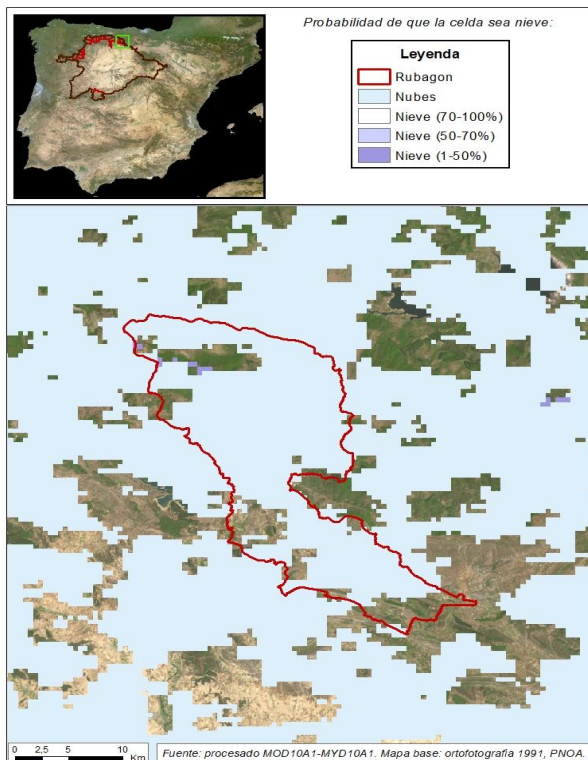 Probabilidad de que la celda sea nieve:
Leyenda
Rubagon
Nubes
Nieve (70-100%)
Nieve (50-70%)
Nieve (1-50%)
0 2,5 5 10
Km
Fuente: procesado MOD10A1-MYD10A1. Mapa base: ortofotografia 1991, PNOA.